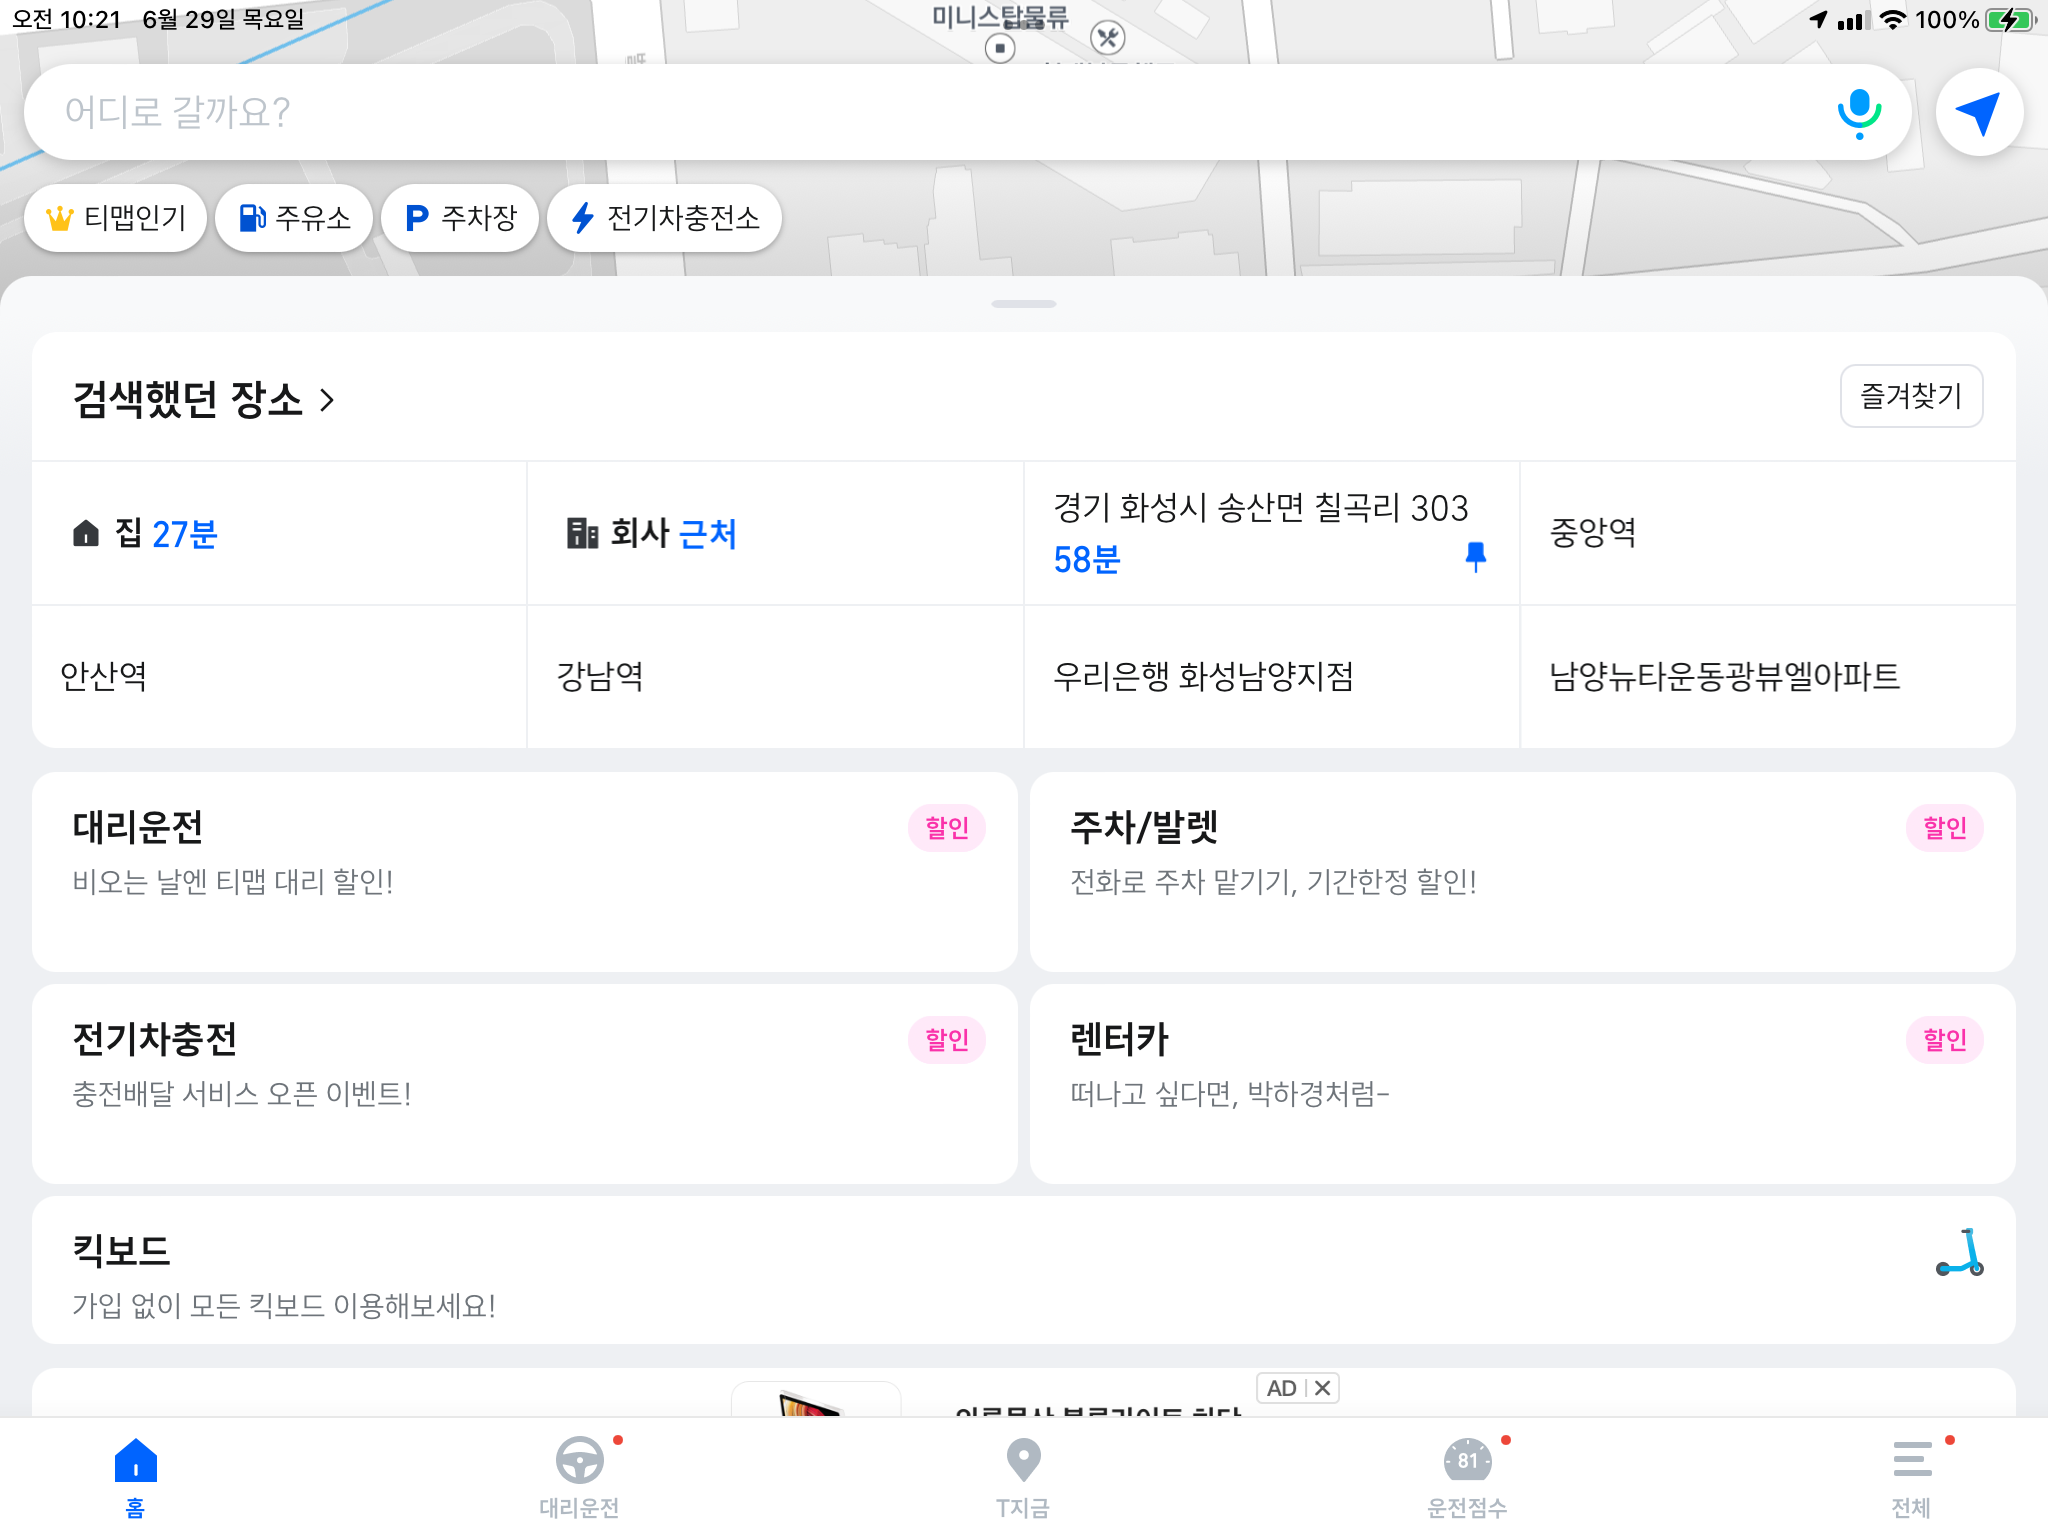 오전 10:21 6월 29일 목요일
100%
미니스탑물류
어디로 갈까요?
티맵인기
주유소
P 주차장
전기차충전소
검색했던 장소
즐겨찾기
집 27분
회사 근처
경기 화성시 송산면 칠곡리 303
58분
중앙역
안산역
강남역
우리은행 화성남양지점
남양뉴타운동광뷰엘아파트
대리운전
할인
비오는 날엔 티맵 대리 할인!
주차/발렛
할인
전화로 주차 맡기기, 기간한정 할인!
전기차충전
할인
충전배달 서비스 오픈 이벤트!
렌터카
할인
떠나고 싶다면, 박하경처럼-
킥보드
가입 없이 모든 킥보드 이용해보세요!
AD
홈
대리운전
T지금
81
운전점수
전체